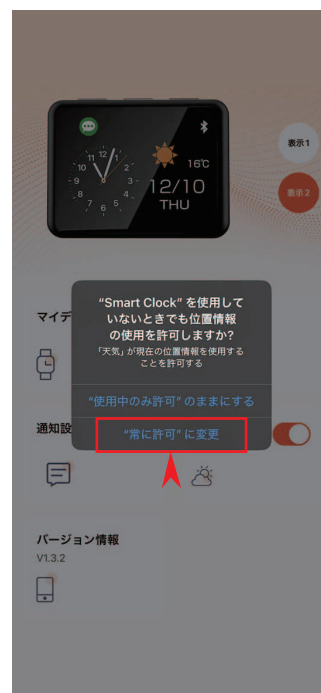 11 12 1
10 2
9 3
8 4
7 6 5
16℃
12/10
THU
表示1
表示2
"Smart Clock" を使用して
いないときでも位置情報
の使用を許可しますか?
「天気」が現在の位置情報を使用する
ことを許可する
"使用中のみ許可" のままにする
"常に許可" に変更
マイデ
通知設
バージョン情報
V1.3.2